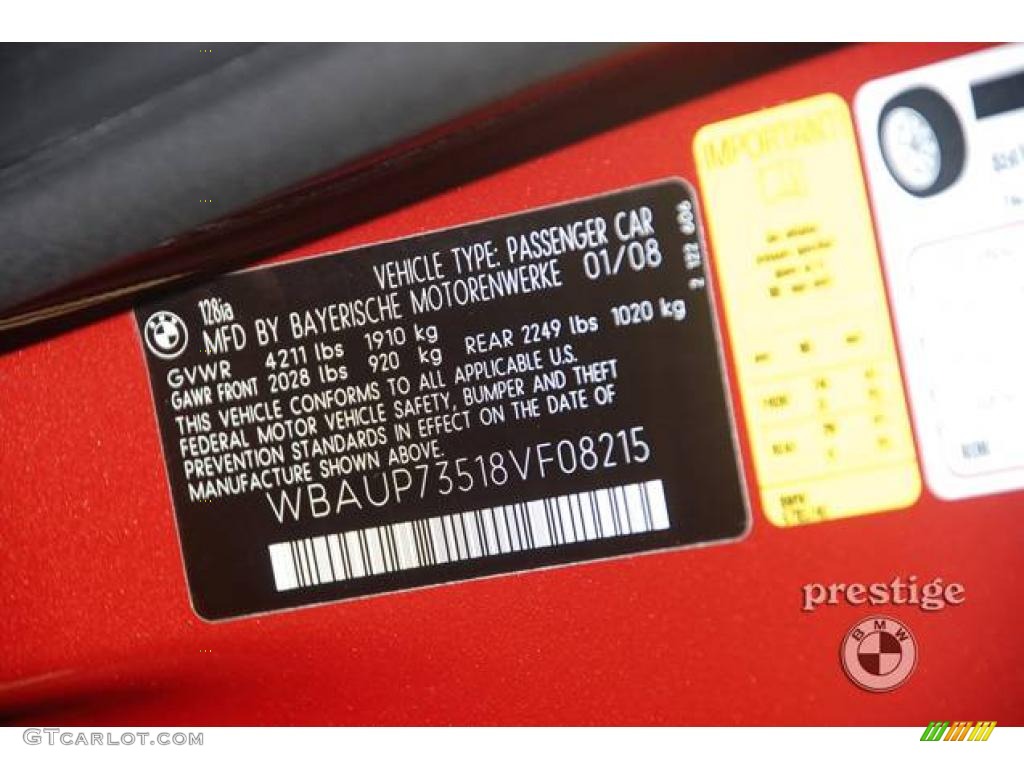 128ia
VEHICLE TYPE: PASSENGER CAR
MFD BY BAYERISCHE MOTORENWERKE 01/08
GVWR 4211 lbs 1910 kg
GAWR FRONT 2028 lbs 920 kg REAR 2249 lbs 1020 kg
THIS VEHICLE CONFORMS TO ALL APPLICABLE U.S.
FEDERAL MOTOR VEHICLE SAFETY, BUMPER AND THEFT
PREVENTION STANDARDS IN EFFECT ON THE DATE OF
MANUFACTURE SHOWN ABOVE.
WBAUP73518VF08215
2 122 606
IMPORTANT
prestige
BMW
GTcarlot.com